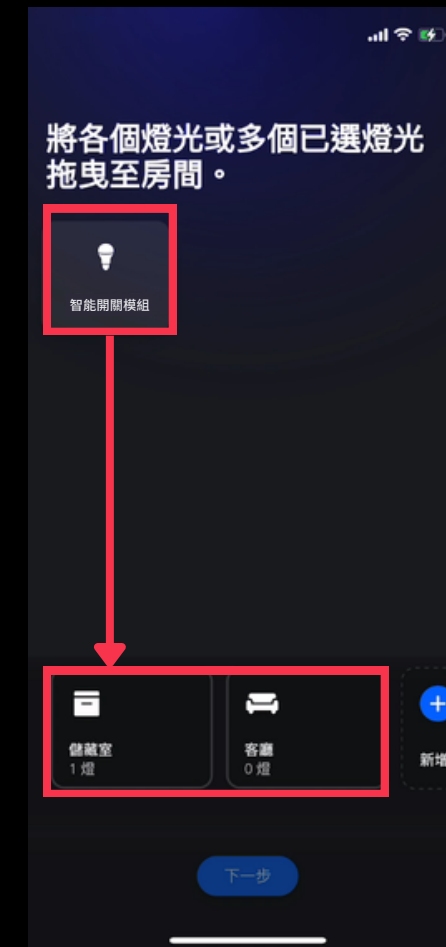 將各個燈光或多個已選燈光
拖曳至房間。
智能開關模組
儲藏室
1 燈
客廳
0 燈
新增
下一步